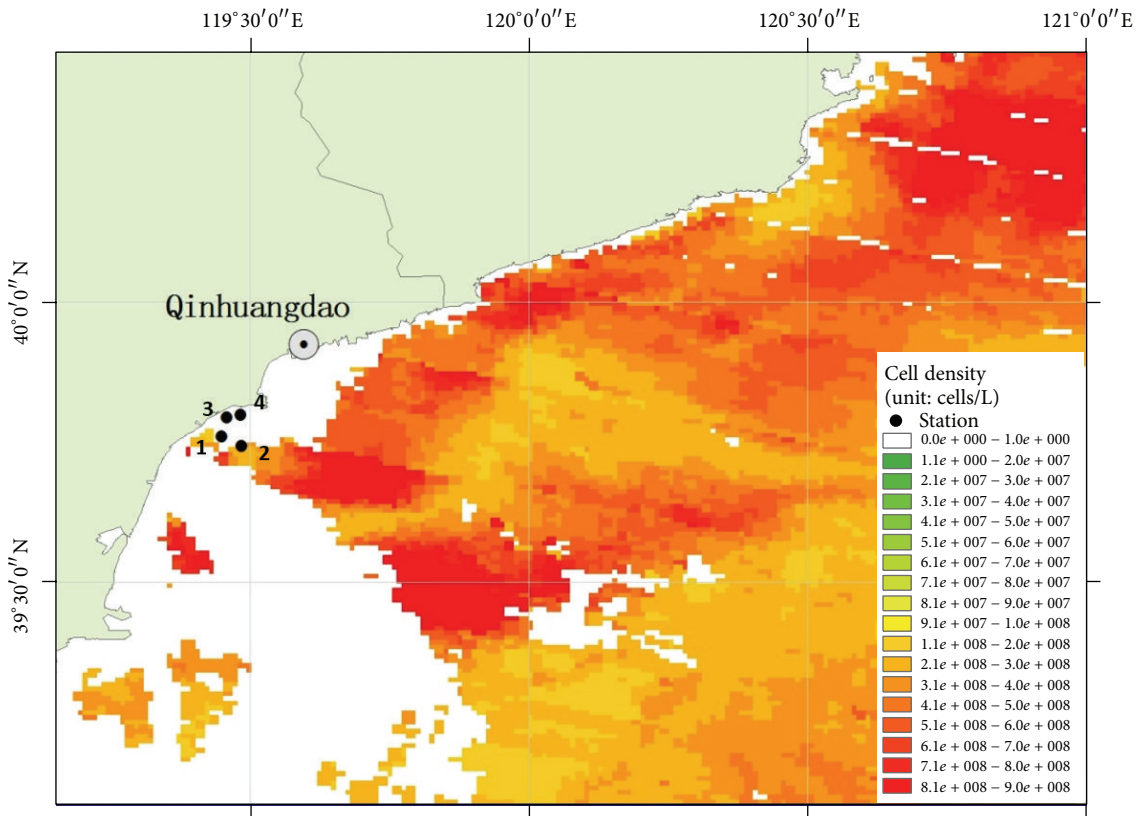 119°30′0″E 120°0′0″E 120°30′0″E 121°0′0″E
40°0′0″N
Qinhuangdao
3 4
1 2
39°30′0″N
Cell density
(unit: cells/L)
Station
0.0e + 000 – 1.0e + 000
1.1e + 000 – 2.0e + 007
2.1e + 007 – 3.0e + 007
3.1e + 007 – 4.0e + 007
4.1e + 007 – 5.0e + 007
5.1e + 007 – 6.0e + 007
6.1e + 007 – 7.0e + 007
7.1e + 007 – 8.0e + 007
8.1e + 007 – 9.0e + 007
9.1e + 007 – 1.0e + 008
1.1e + 008 – 2.0e + 008
2.1e + 008 – 3.0e + 008
3.1e + 008 – 4.0e + 008
4.1e + 008 – 5.0e + 008
5.1e + 008 – 6.0e + 008
6.1e + 008 – 7.0e + 008
7.1e + 008 – 8.0e + 008
8.1e + 008 – 9.0e + 008